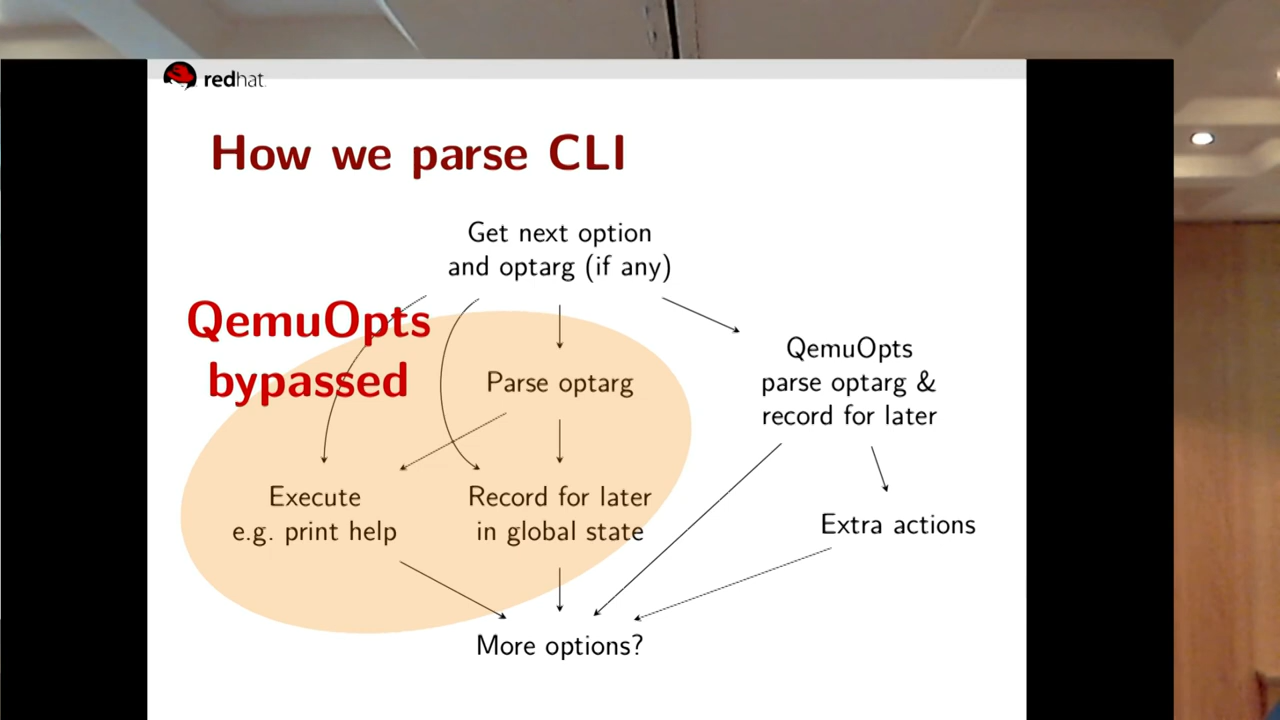 redhat
How we parse CLI
Get next option
and optarg (if any)
QemuOpts
bypassed
QemuOpts
parse optarg &
record for later
Parse optarg
Execute
e.g. print help
Record for later
in global state
Extra actions
More options?